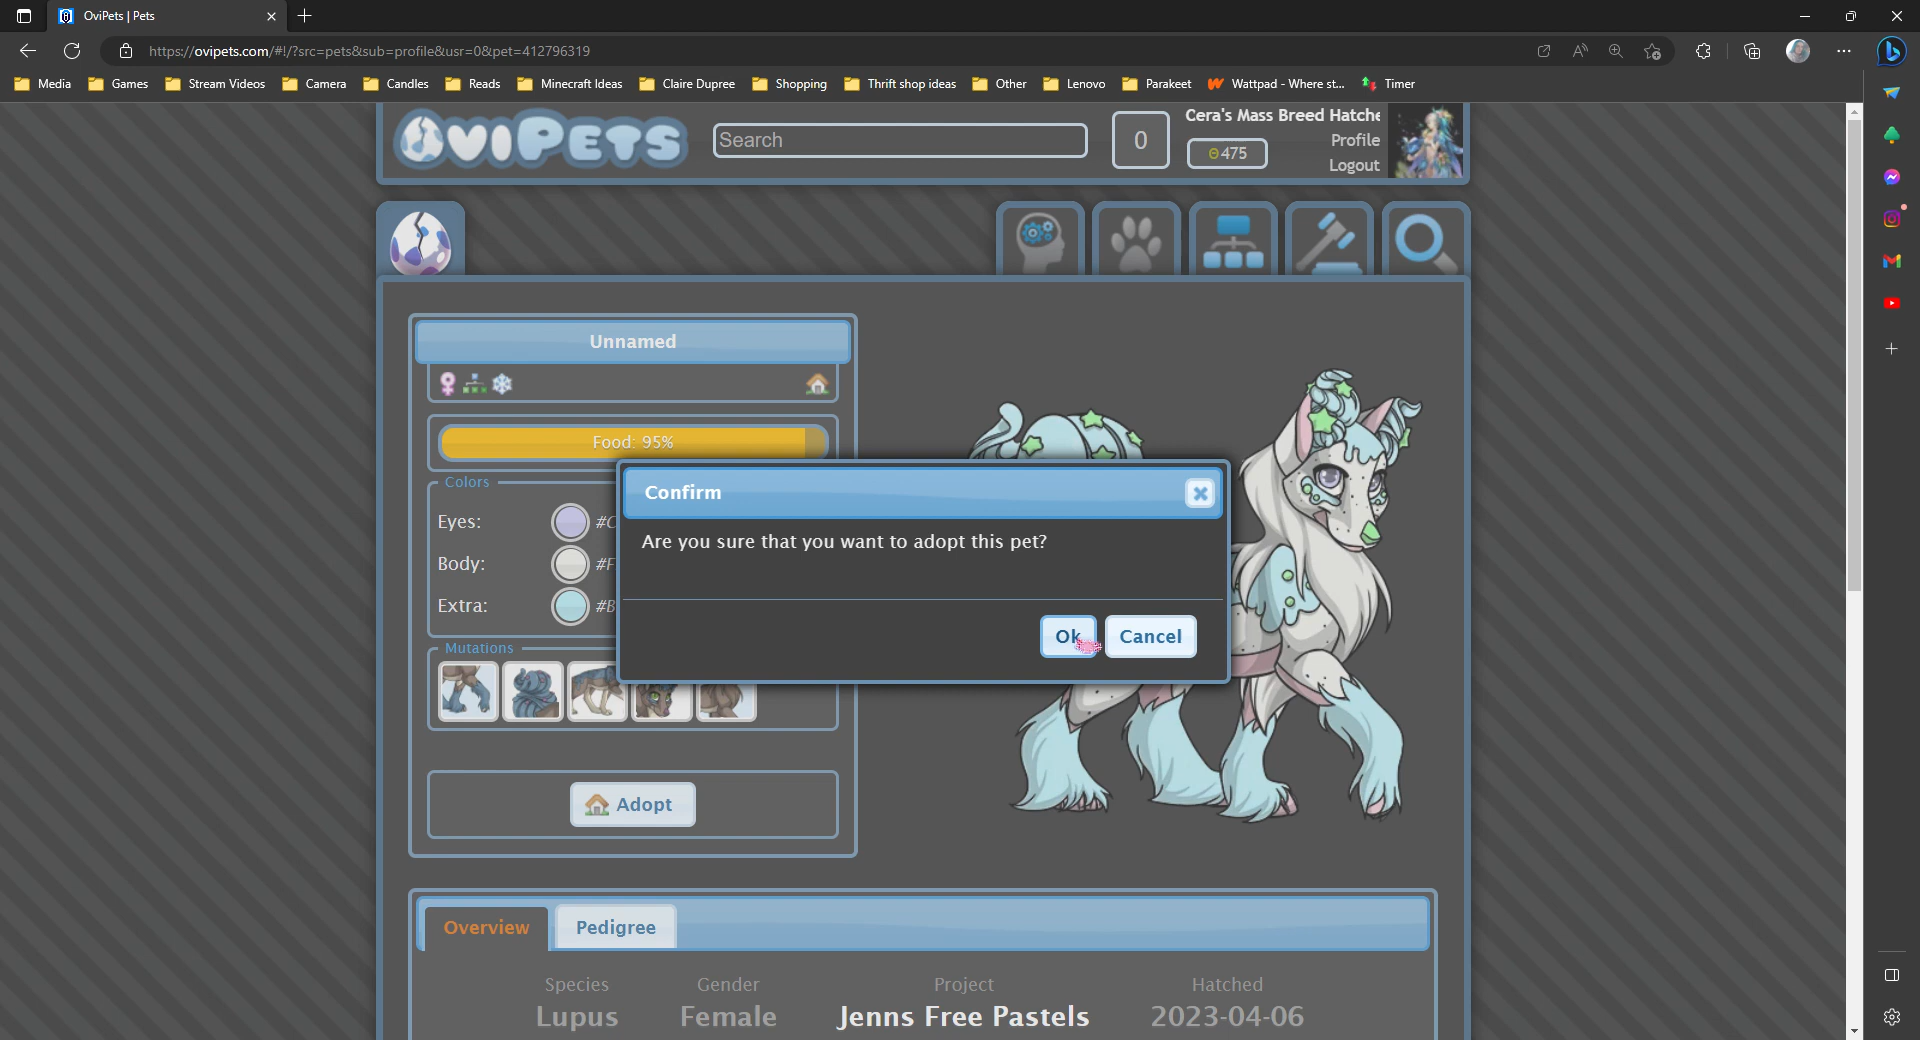 OviPets | Pets
https://ovipets.com/#!/?src=pets&sub=profile&usr=0&pet=412796319
Media Games Stream Videos Camera Candles Reads Minecraft Ideas Claire Dupree Shopping Thrift shop ideas Other Lenovo Parakeet Wattpad - Where st... Timer
OviPets
Search
0
Cera's Mass Breed Hatche
475
Profile
Logout
Unnamed
Food: 95%
Colors
Eyes: #C
Body: #F
Extra: #B
Mutations
Confirm
Are you sure that you want to adopt this pet?
Ok Cancel
Adopt
Overview Pedigree
Species Gender Project Hatched
Lupus Female Jenns Free Pastels 2023-04-06